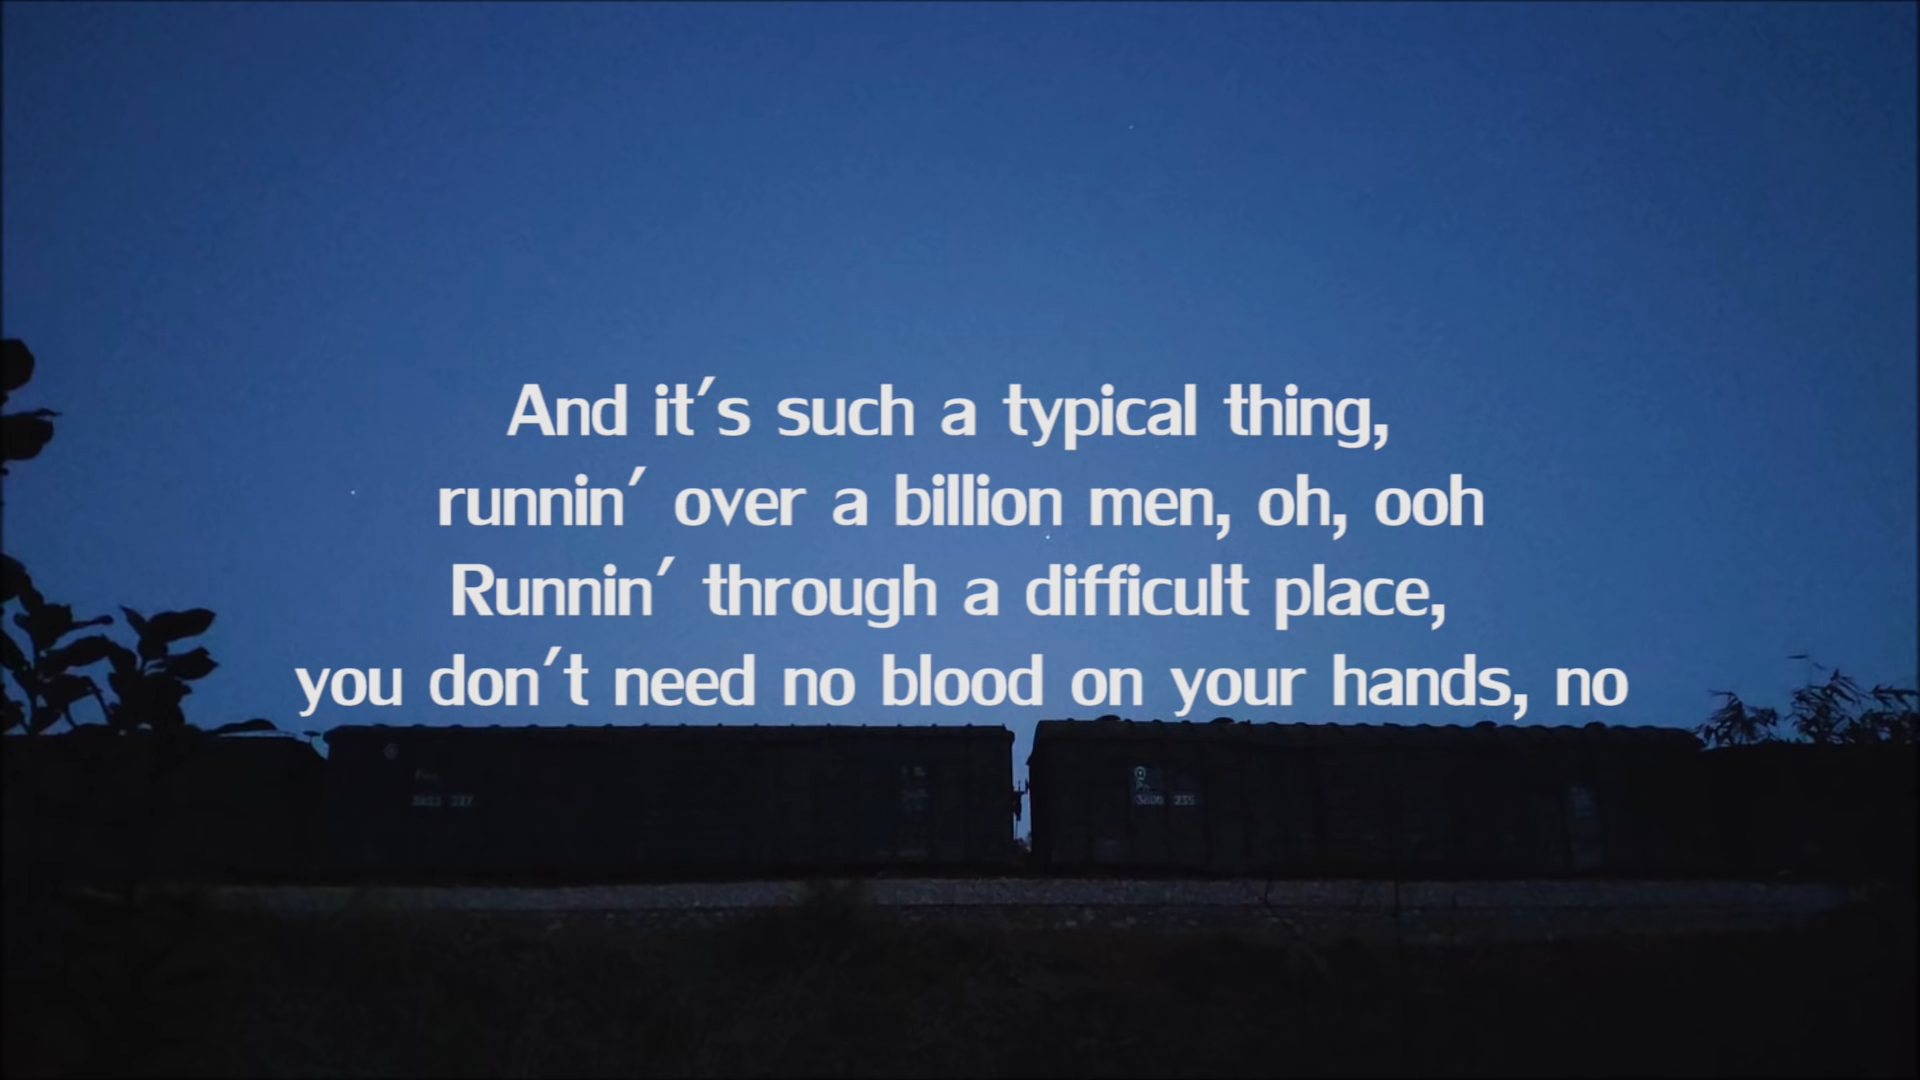 And it's such a typical thing,
runnin' over a billion men, oh, ooh
Runnin' through a difficult place,
you don't need no blood on your hands, no